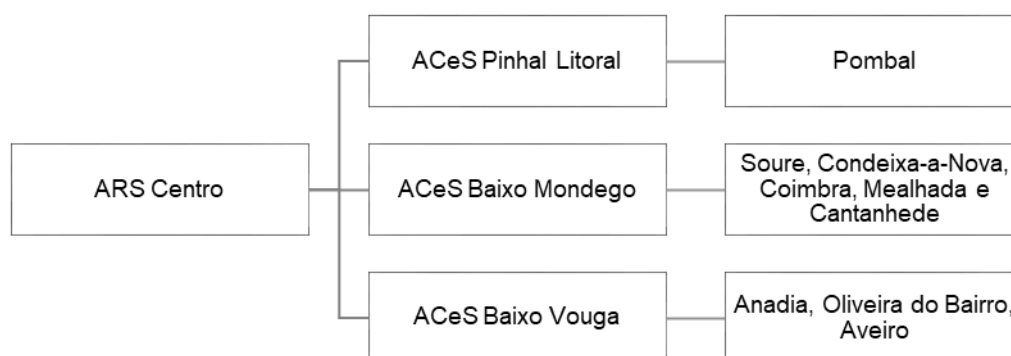 ACeS Pinhal Litoral
Pombal
ARS Centro
ACeS Baixo Mondego
Soure, Condeixa-a-Nova,
Coimbra, Mealhada e
Cantanhede
ACeS Baixo Vouga
Anadia, Oliveira do Bairro,
Aveiro